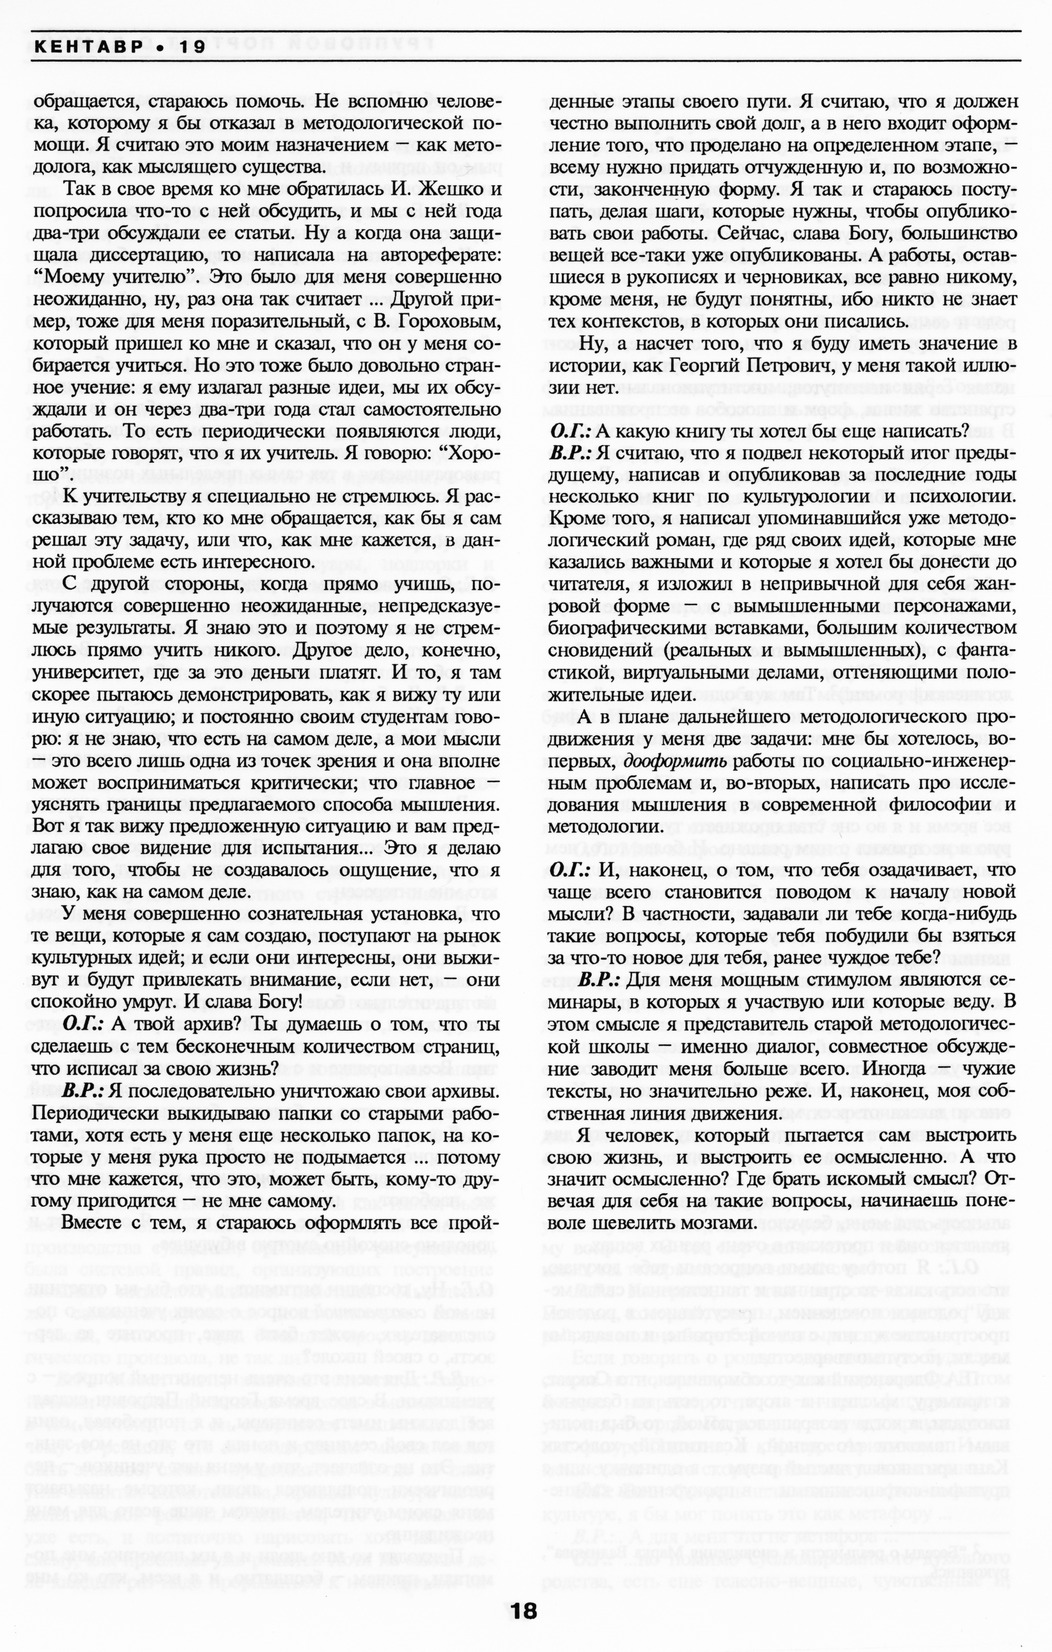 КЕНТАВР • 19
обращается, стараюсь помочь. Не вспомню челове-
ка, которому я бы отказал в методологической по-
мощи. Я считаю это моим назначением — как мето-
долога, как мыслящего существа.
Так в свое время ко мне обратилась И. Жешко и
попросила что-то с ней обсудить, и мы с ней года
два-три обсуждали ее статьи. Ну а когда она защи-
щала диссертацию, то написала на автореферате:
“Моему учителю”. Это было для меня совершенно
неожиданно, ну, раз она так считает ... Другой при-
мер, тоже для меня поразительный, с В. Гороховым,
который пришел ко мне и сказал, что он у меня со-
бирается учиться. Но это тоже было довольно стран-
ное учение: я ему излагал разные идеи, мы их обсу-
ждали и он через два-три года стал самостоятельно
работать. То есть периодически появляются люди,
которые говорят, что я их учитель. Я говорю: “Хоро-
шо”.
К учительству я специально не стремлюсь. Я рас-
сказываю тем, кто ко мне обращается, как бы я сам
решал эту задачу, или что, как мне кажется, в дан-
ной проблеме есть интересного.
С другой стороны, когда прямо учишь, по-
лучаются совершенно неожиданные, непредсказуе-
мые результаты. Я знаю это и поэтому я не стрем-
люсь прямо учить никого. Другое дело, конечно,
университет, где за это деньги платят. И то, я там
скорее пытаюсь демонстрировать, как я вижу ту или
иную ситуацию; и постоянно своим студентам гово-
рю: я не знаю, что есть на самом деле, а мои мысли
— это всего лишь одна из точек зрения и она вполне
может восприниматься критически; что главное —
уяснять границы предлагаемого способа мышления.
Вот я так вижу предложенную ситуацию и вам пред-
лагаю свое видение для испытания... Это я делаю
для того, чтобы не создавалось ощущение, что я
знаю, как на самом деле.
У меня совершенно сознательная установка, что
те вещи, которые я сам создаю, поступают на рынок
культурных идей; и если они интересны, они выжи-
вут и будут привлекать внимание, если нет, — они
спокойно умрут. И слава Богу!
О.Г.: А твой архив? Ты думаешь о том, что ты
сделаешь с тем бесконечным количеством страниц,
что исписал за свою жизнь?
В.Р.: Я последовательно уничтожаю свои архивы.
Периодически выкидываю папки со старыми рабо-
тами, хотя есть у меня еще несколько папок, на ко-
торые у меня рука просто не подымается ... потому
что мне кажется, что это, может быть, кому-то дру-
гому пригодится — не мне самому.
Вместе с тем, я стараюсь оформлять все прой-
денные этапы своего пути. Я считаю, что я должен
честно выполнить свой долг, а в него входит оформ-
ление того, что проделано на определенном этапе, —
всему нужно придать отчужденную и, по возможно-
сти, законченную форму. Я так и стараюсь посту-
пать, делая шаги, которые нужны, чтобы опублико-
вать свои работы. Сейчас, слава Богу, большинство
вещей все-таки уже опубликованы. А работы, остав-
шиеся в рукописях и черновиках, все равно никому,
кроме меня, не будут понятны, ибо никто не знает
тех контекстов, в которых они писались.
Ну, а насчет того, что я буду иметь значение в
истории, как Георгий Петрович, у меня такой иллю-
зии нет.
О.Г.: А какую книгу ты хотел бы еще написать?
В.Р.: Я считаю, что я подвел некоторый итог преды-
дущему, написав и опубликовав за последние годы
несколько книг по культурологии и психологии.
Кроме того, я написал упоминавшийся уже методо-
логический роман, где ряд своих идей, которые мне
казались важными и которые я хотел бы донести до
читателя, я изложил в непривычной для себя жан-
ровой форме — с вымышленными персонажами,
биографическими вставками, большим количеством
сновидений (реальных и вымышленных), с фанта-
стикой, виртуальными делами, оттеняющими поло-
жительные идеи.
А в плане дальнейшего методологического про-
движения у меня две задачи: мне бы хотелось, во-
первых, дооформить работы по социально-инженер-
ным проблемам и, во-вторых, написать про иссле-
дования мышления в современной философии и
методологии.
О.Г.: И, наконец, о том, что тебя озадачивает, что
чаще всего становится поводом к началу новой
мысли? В частности, задавали ли тебе когда-нибудь
такие вопросы, которые тебя побудили бы взяться
за что-то новое для тебя, ранее чуждое тебе?
В.Р.: Для меня мощным стимулом являются се-
минары, в которых я участвую или которые веду. В
этом смысле я представитель старой методологичес-
кой школы — именно диалог, совместное обсужде-
ние заводит меня больше всего. Иногда — чужие
тексты, но значительно реже. И, наконец, моя соб-
ственная линия движения.
Я человек, который пытается сам выстроить
свою жизнь, и выстроить ее осмысленно. А что
значит осмысленно? Где брать искомый смысл? От-
вечая для себя на такие вопросы, начинаешь поне-
воле шевелить мозгами.
18